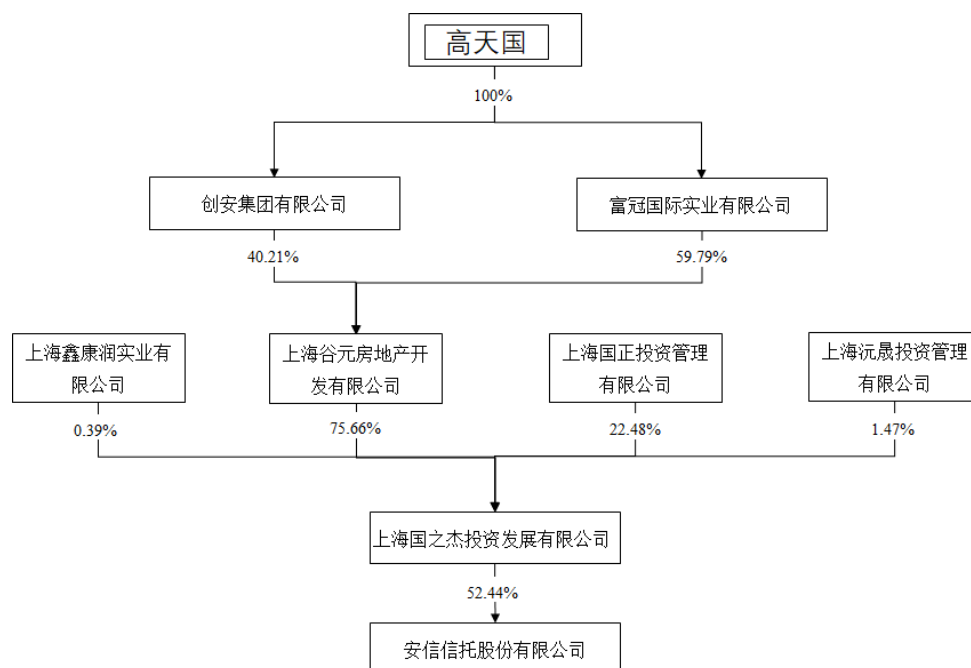 高天国
100%
创安集团有限公司
富冠国际实业有限公司
40.21%
59.79%
上海鑫康润实业有
限公司
上海谷元房地产开
发有限公司
上海国正投资管理
有限公司
上海沅晟投资管理
有限公司
0.39%
75.66%
22.48%
1.47%
上海国之杰投资发展有限公司
52.44%
安信信托股份有限公司